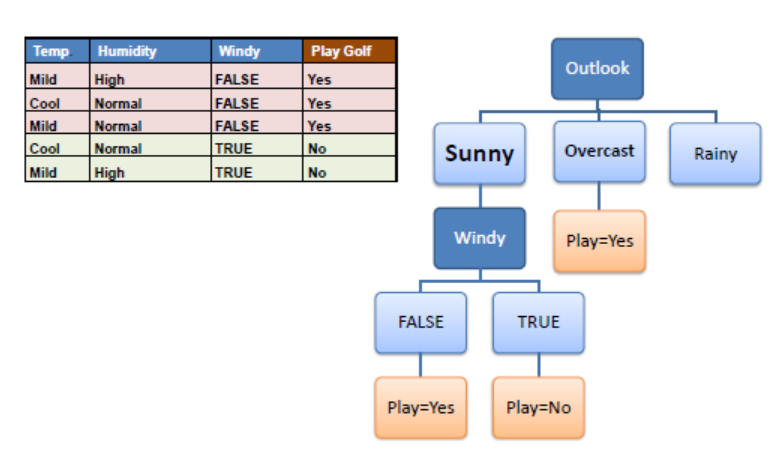 Temp. Humidity Windy Play Golf
Mild High FALSE Yes
Cool Normal FALSE Yes
Mild Normal FALSE Yes
Cool Normal TRUE No
Mild High TRUE No
Outlook
Sunny Overcast Rainy
Windy Play=Yes
FALSE TRUE
Play=Yes Play=No